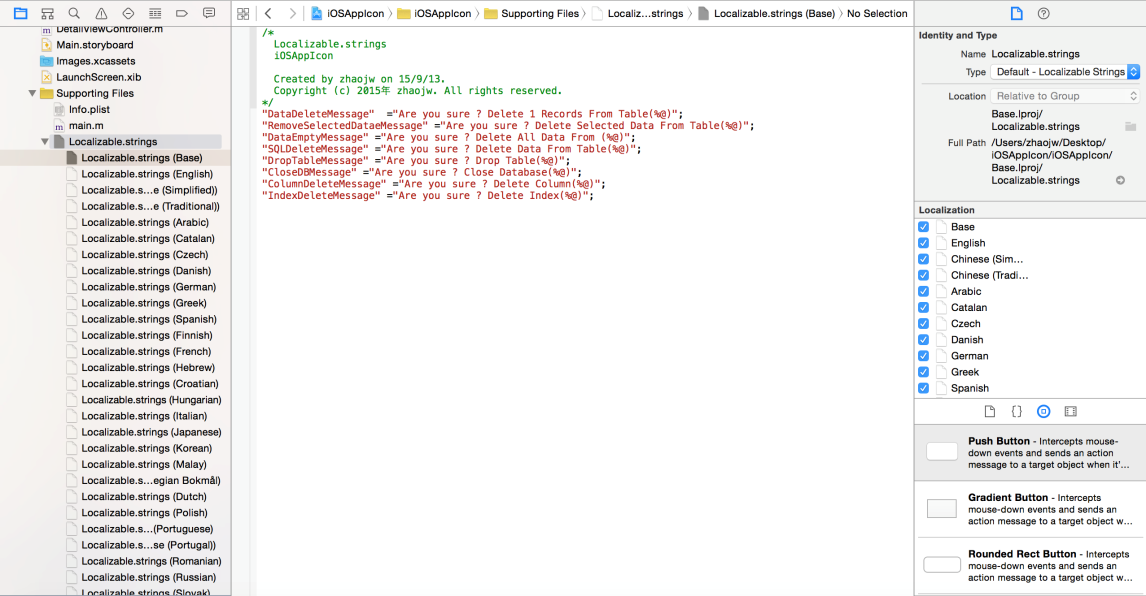 iOSAppIcon
iOSAppIcon
Supporting Files
Localiz...strings
Localizable.strings (Base)
No Selection
DetailViewController.m
Main.storyboard
Images.xcassets
LaunchScreen.xib
Supporting Files
Info.plist
main.m
Localizable.strings
Localizable.strings (Base)
Localizable.strings (English)
Localizable.s...e (Simplified))
Localizable.s...e (Traditional))
Localizable.strings (Arabic)
Localizable.strings (Catalan)
Localizable.strings (Czech)
Localizable.strings (Danish)
Localizable.strings (German)
Localizable.strings (Greek)
Localizable.strings (Spanish)
Localizable.strings (Finnish)
Localizable.strings (French)
Localizable.strings (Hebrew)
Localizable.strings (Croatian)
Localizable.strings (Hungarian)
Localizable.strings (Italian)
Localizable.strings (Japanese)
Localizable.strings (Korean)
Localizable.strings (Malay)
Localizable.s...egian Bokmål)
Localizable.strings (Dutch)
Localizable.strings (Polish)
Localizable.s...(Portuguese)
Localizable.s...se (Portugal))
Localizable.strings (Romanian)
Localizable.strings (Russian)
Localizable.strings (Slovak)
/*
Localizable.strings
iOSAppIcon
Created by zhaojw on 15/9/13.
Copyright (c) 2015年 zhaojw. All rights reserved.
*/
"DataDeleteMessage" ="Are you sure ? Delete 1 Records From Table(%@)";
"RemoveSelectedDataeMessage" ="Are you sure ? Delete Selected Data From Table(%@)";
"DataEmptyMessage" ="Are you sure ? Delete All Data From (%@)";
"SQLDeleteMessage" ="Are you sure ? Delete Data From Table(%@)";
"DropTableMessage" ="Are you sure ? Drop Table(%@)";
"CloseDBMessage" ="Are you sure ? Close Database(%@)";
"ColumnDeleteMessage" ="Are you sure ? Delete Column(%@)";
"IndexDeleteMessage" ="Are you sure ? Delete Index(%@)";
Identity and Type
Name Localizable.strings
Type Default - Localizable Strings
Location Relative to Group
Base.lproj/
Localizable.strings
Full Path /Users/zhaojw/Desktop/
iOSAppIcon/iOSAppIcon/
Base.lproj/
Localizable.strings
Localization
Base
English
Chinese (Sim...
Chinese (Tradi...
Arabic
Catalan
Czech
Danish
German
Greek
Spanish
{}
Push Button - Intercepts mouse-
down events and sends an action
message to a target object when it'...
Gradient Button - Intercepts
mouse-down events and sends an
action message to a target object w...
Rounded Rect Button - Intercepts
mouse-down events and sends an
action message to a target object w...